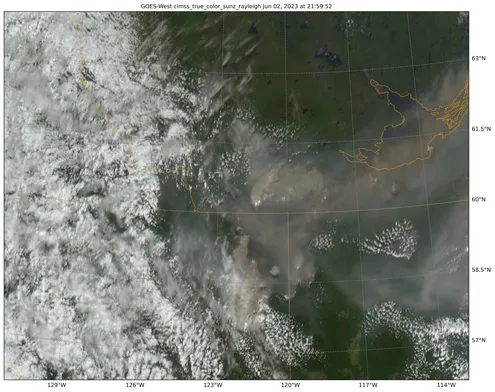 GOES-West cimss_true_color_sunz_rayleigh Jun 02, 2023 at 21:59:52
63°N
61.5°N
60°N
58.5°N
57°N
129°W 126°W 123°W 120°W 117°W 114°W